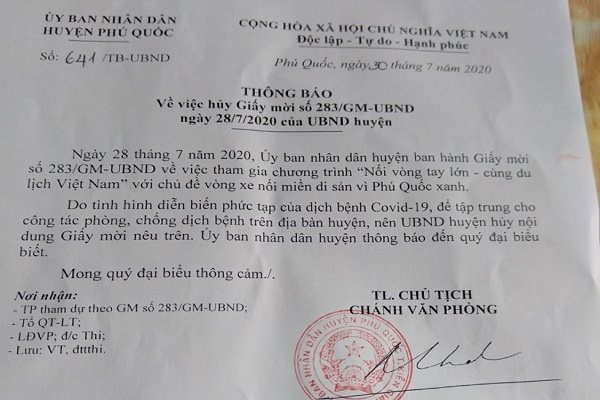 ỦY BAN NHÂN DÂN
HUYỆN PHÚ QUỐC
Số: 641/TB-UBND
CỘNG HÒA XÃ HỘI CHỦ NGHĨA VIỆT NAM
Độc lập - Tự do - Hạnh phúc
Phú Quốc, ngày 30 tháng 7 năm 2020
THÔNG BÁO
Về việc hủy Giấy mời số 283/GM-UBND
ngày 28/7/2020 của UBND huyện
Ngày 28 tháng 7 năm 2020, Ủy ban nhân dân huyện ban hành Giấy mời
số 283/GM-UBND về việc tham gia chương trình “Nối vòng tay lớn - cùng du
lịch Việt Nam” với chủ đề vòng xe nối miền di sản vì Phú Quốc xanh.
Do tình hình diễn biến phức tạp của dịch bệnh Covid-19, để tập trung cho
công tác phòng, chống dịch bệnh trên địa bàn huyện, nên UBND huyện hủy nội
dung Giấy mời nêu trên. Ủy ban nhân dân huyện thông báo đến quý đại biểu
biết.
Mong quý đại biểu thông cảm./.
Nơi nhận:
- TP tham dự theo GM số 283/GM-UBND;
- Tổ QT-LT;
- LĐVP; đ/c Thi;
- Lưu: VT, dttthi.
TL. CHỦ TỊCH
CHÁNH VĂN PHÒNG
BAN NHÂN DÂN HUYỆN PHÚ QUỐC